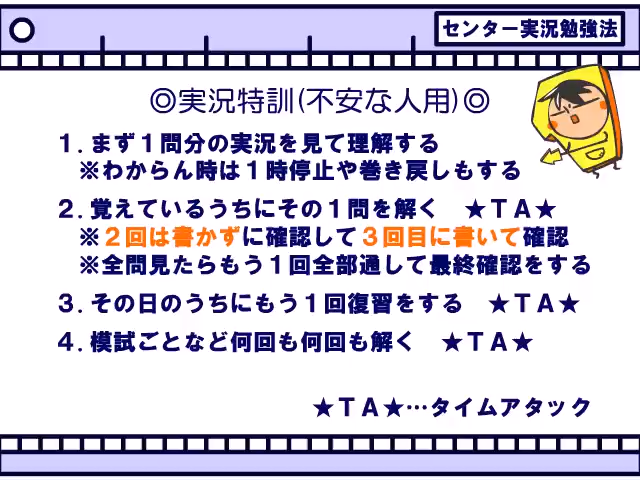 センター実況勉強法
◎実況特訓(不安な人用)◎
１．まず１問分の実況を見て理解する
※わからん時は１時停止や巻き戻しもする
２．覚えているうちにその１問を解く　★ＴＡ★
※２回は書かずに確認して３回目に書いて確認
※全問見たらもう１回全部通して最終確認をする
３．その日のうちにもう１回復習をする　★ＴＡ★
４．模試ごとなど何回も何回も解く　★ＴＡ★
★ＴＡ★…タイムアタック